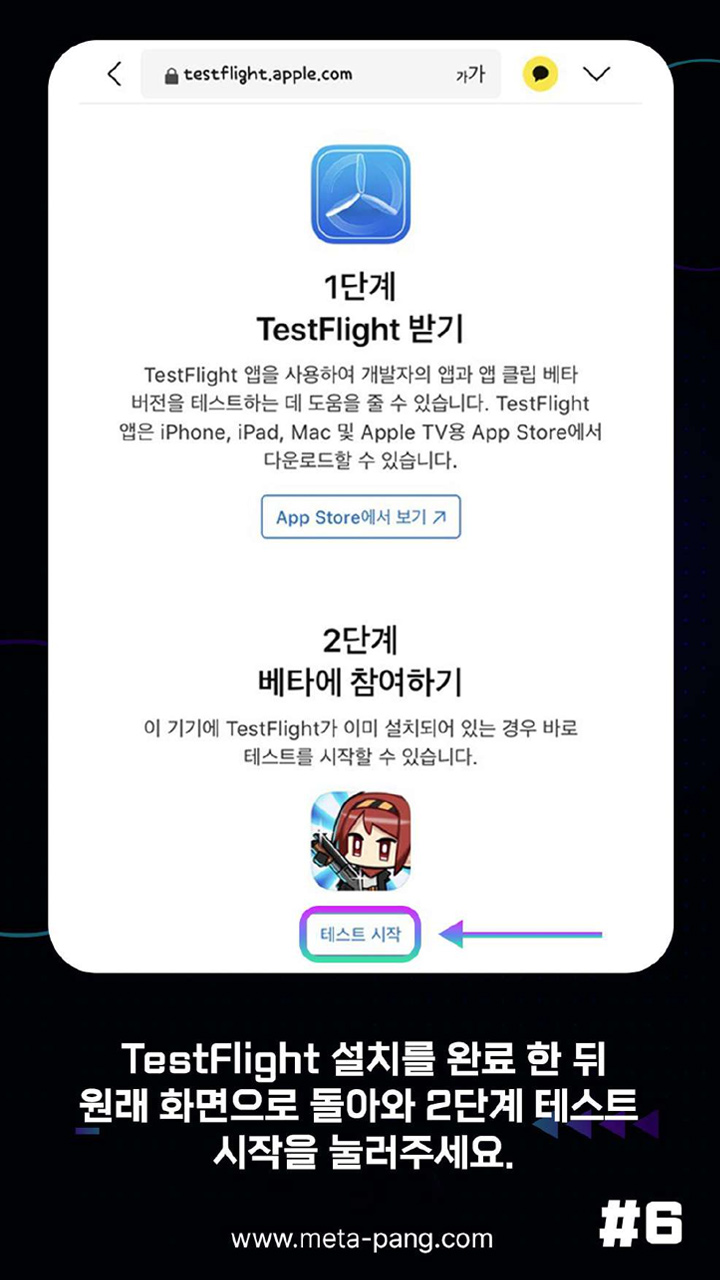 testflight.apple.com
가가
1단계
TestFlight 받기
TestFlight 앱을 사용하여 개발자의 앱과 앱 클립 베타
버전을 테스트하는 데 도움을 줄 수 있습니다. TestFlight
앱은 iPhone, iPad, Mac 및 Apple TV용 App Store에서
다운로드할 수 있습니다.
App Store에서 보기 ↗
2단계
베타에 참여하기
이 기기에 TestFlight가 이미 설치되어 있는 경우 바로
테스트를 시작할 수 있습니다.
테스트 시작
TestFlight 설치를 완료 한 뒤
원래 화면으로 돌아와 2단계 테스트
시작을 눌러주세요.
#6
www.meta-pang.com